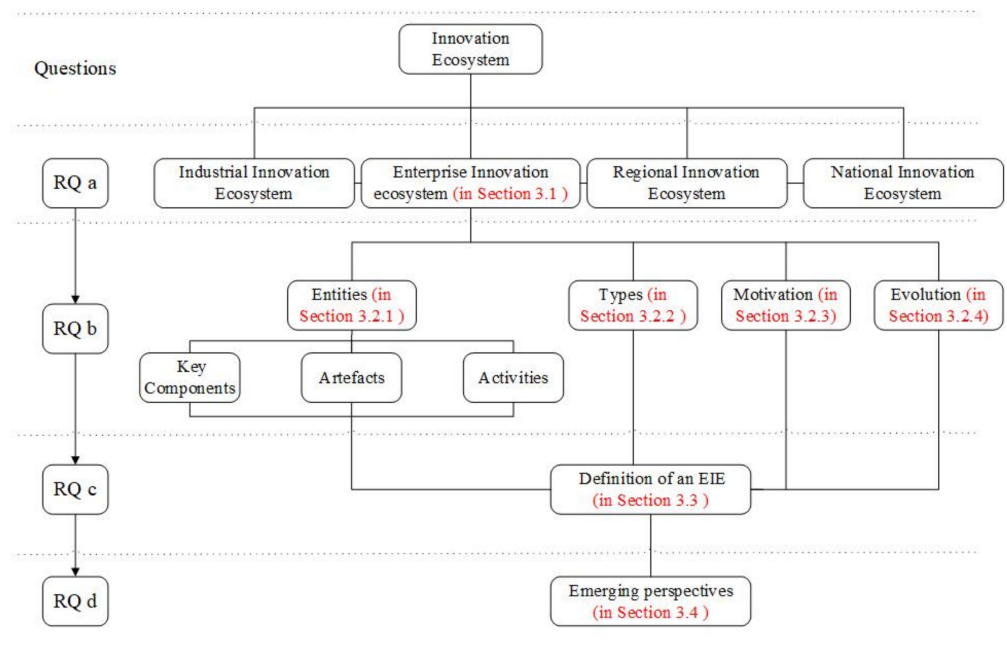 Innovation
Ecosystem
Questions
RQ a
Industrial Innovation
Ecosystem
Enterprise Innovation
ecosystem (in Section 3.1 )
Regional Innovation
Ecosystem
National Innovation
Ecosystem
RQ b
Entities (in
Section 3.2.1 )
Types (in
Section 3.2.2 )
Motivation (in
Section 3.2.3)
Evolution (in
Section 3.2.4)
Key
Components
Artefacts
Activities
RQ c
Definition of an EIE
(in Section 3.3 )
RQ d
Emerging perspectives
(in Section 3.4 )